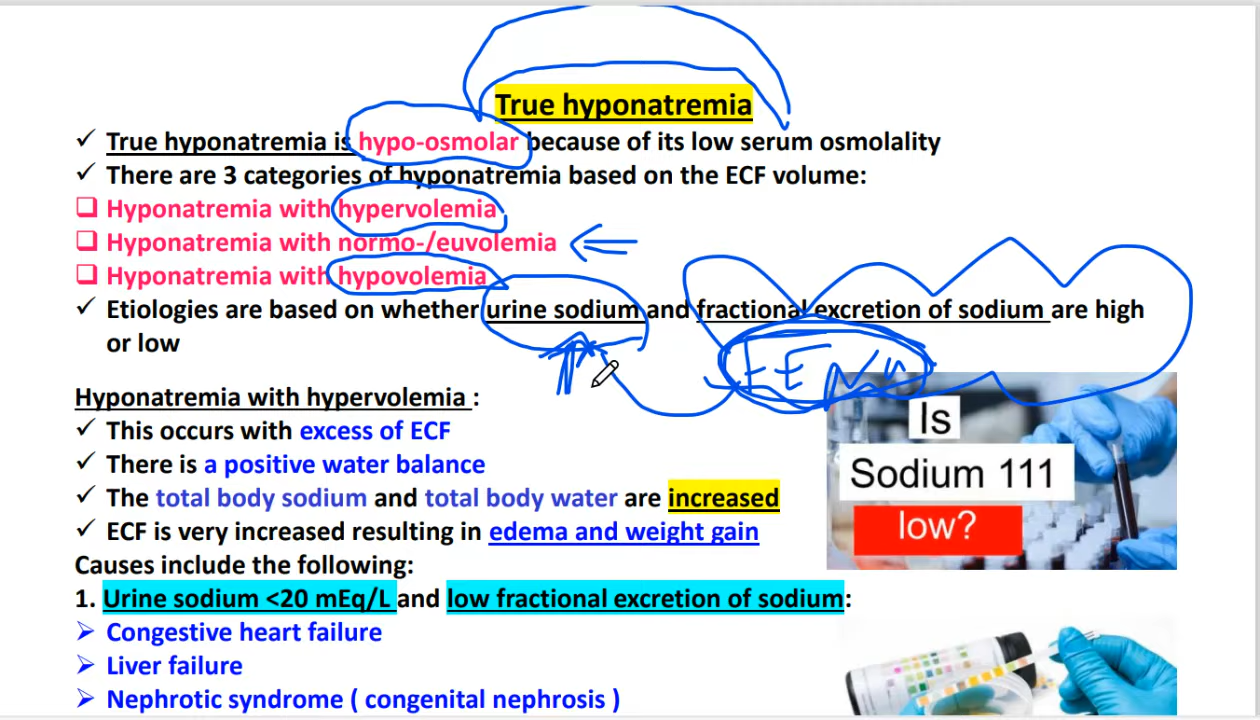 True hyponatremia
✓ True hyponatremia is hypo-osmolar because of its low serum osmolality
✓ There are 3 categories of hyponatremia based on the ECF volume:
❑ Hyponatremia with hypervolemia
❑ Hyponatremia with normo-/euvolemia
❑ Hyponatremia with hypovolemia
✓ Etiologies are based on whether urine sodium and fractional excretion of sodium are high
or low
FENa
Hyponatremia with hypervolemia :
✓ This occurs with excess of ECF
✓ There is a positive water balance
✓ The total body sodium and total body water are increased
✓ ECF is very increased resulting in edema and weight gain
Is
Sodium 111
low?
Causes include the following:
1. Urine sodium <20 mEq/L and low fractional excretion of sodium:
➢ Congestive heart failure
➢ Liver failure
➢ Nephrotic syndrome ( congenital nephrosis )